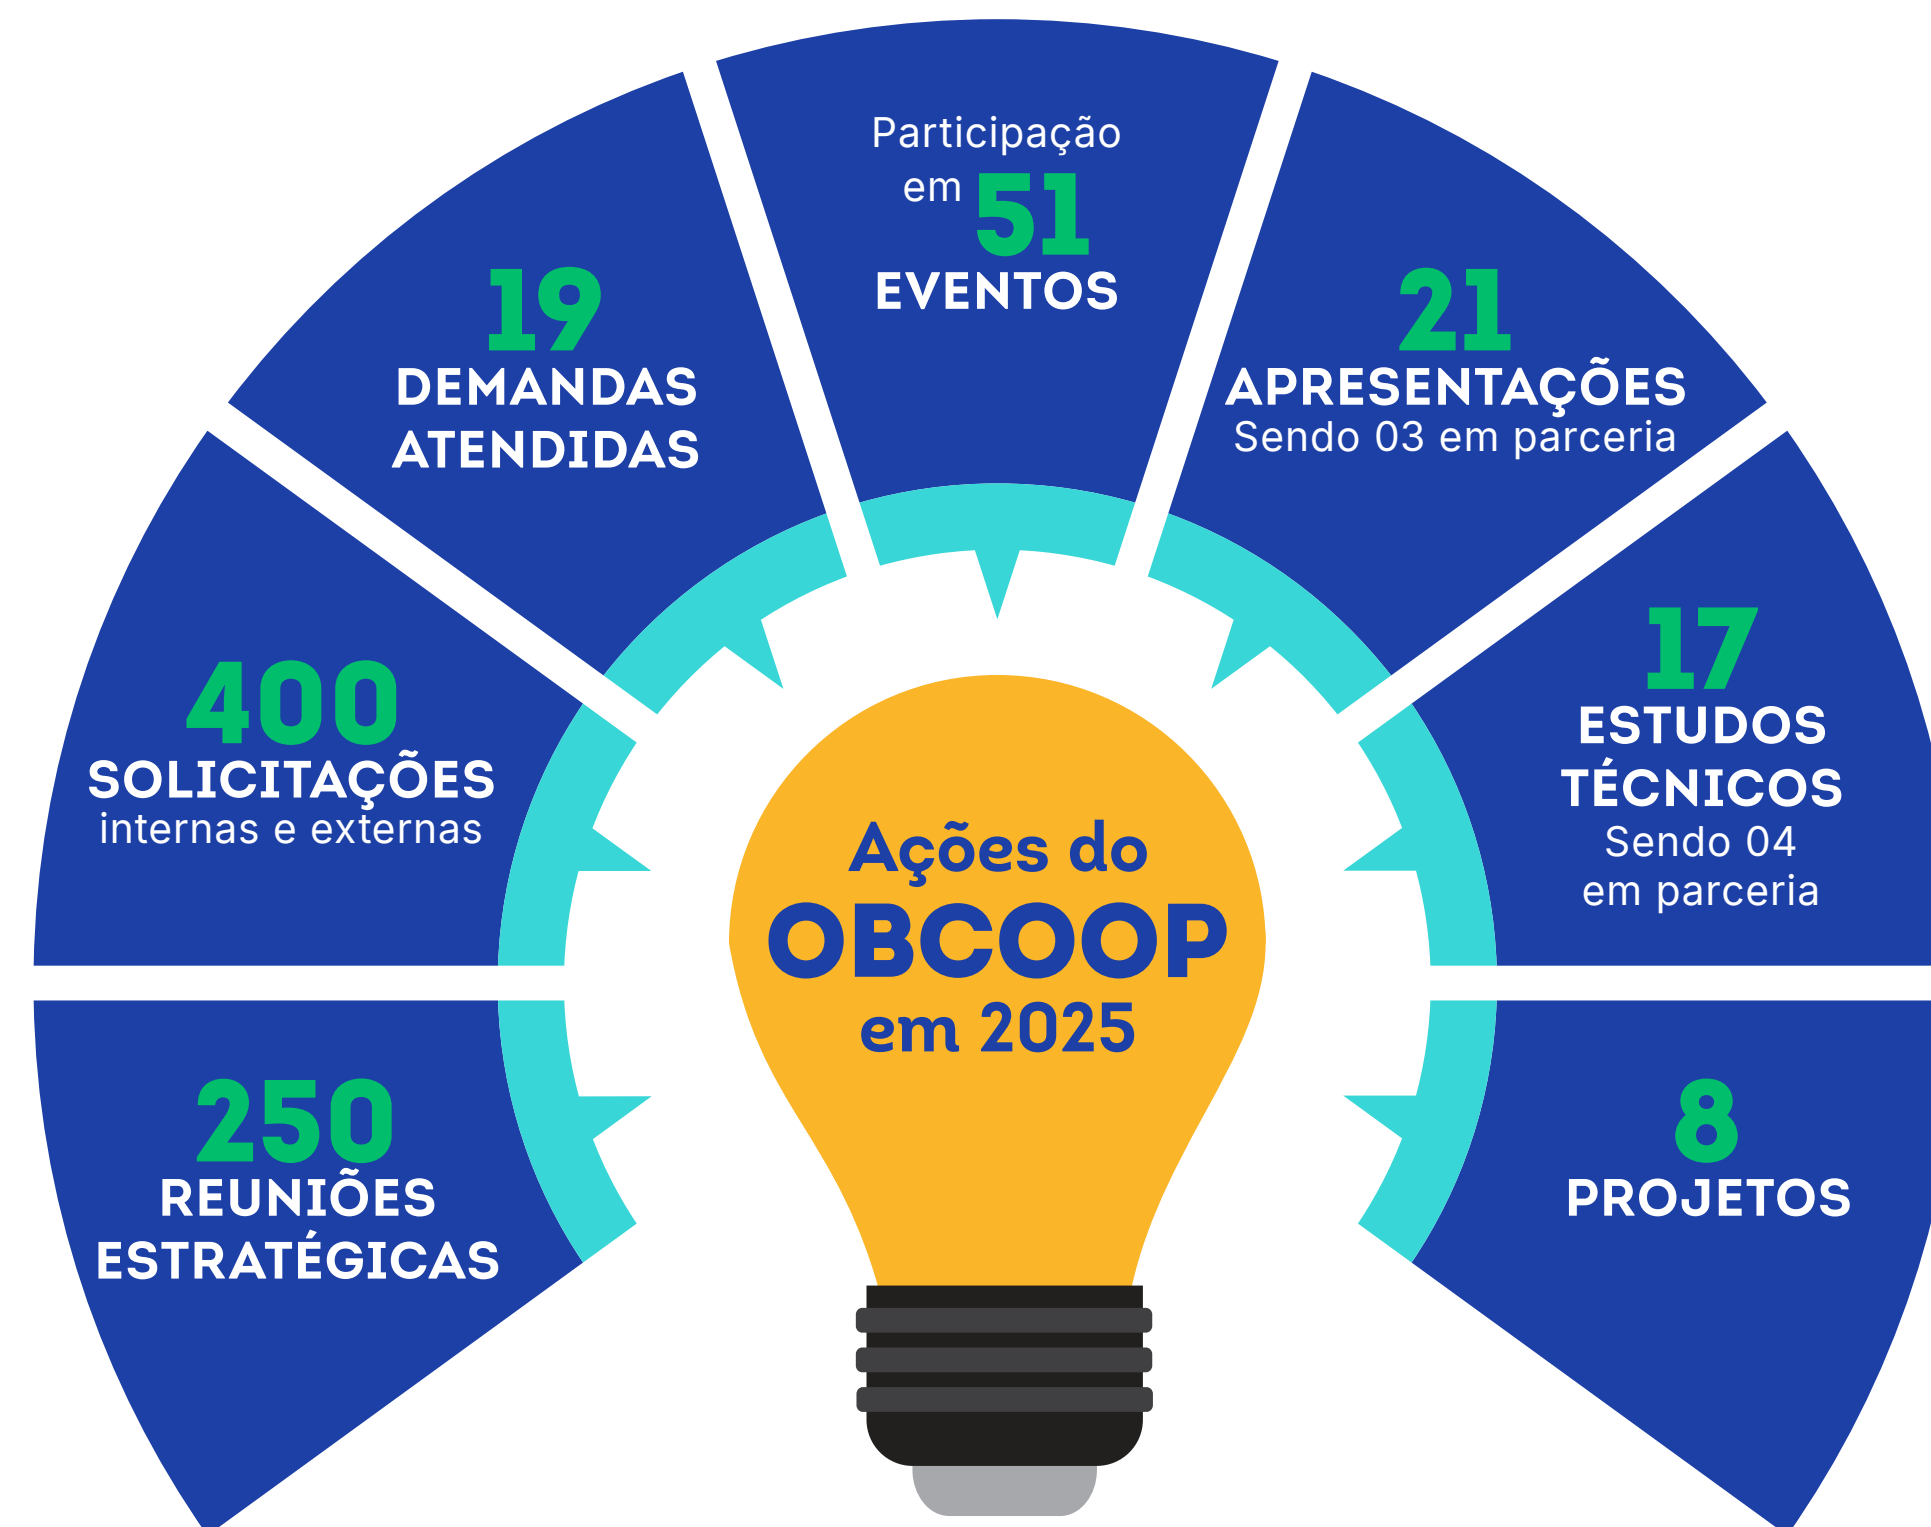 Participação
em 51
EVENTOS
19
DEMANDAS
ATENDIDAS
21
APRESENTAÇÕES
Sendo 03 em parceria
400
SOLICITAÇÕES
internas e externas
17
ESTUDOS
TÉCNICOS
Sendo 04
em parceria
Ações do
OBCOOP
em 2025
250
REUNIÕES
ESTRATÉGICAS
8
PROJETOS